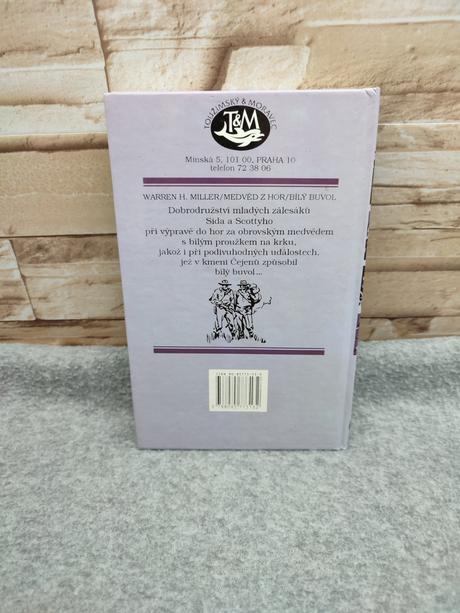 TOUŽIMSKÝ & MORAVEC
T&M
Minská 5, 101 00, PRAHA 10
telefon 72 38 06
WARREN H. MILLER/MEDVĚD Z HOR/BÍLÝ BUVOL
Dobrodružství mladých zálesáků
Sida a Scottyho
při výpravě do hor za obrovským medvědem
s bílým proužkem na krku,
jakož i při podivuhodných událostech,
jež v kmeni Čejenů způsobil
bílý buvol...